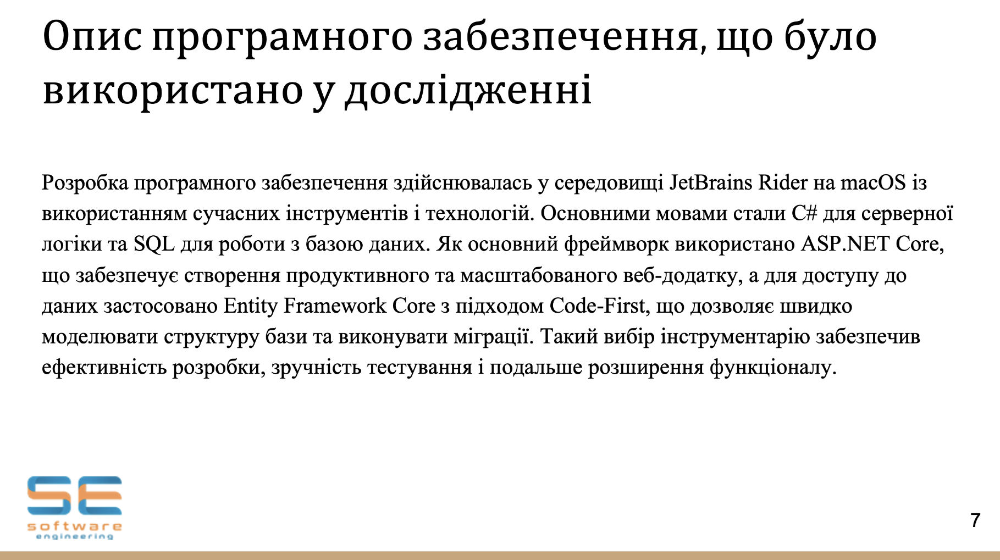 Опис програмного забезпечення, що було
використано у дослідженні
Розробка програмного забезпечення здійснювалась у середовищі JetBrains Rider на macOS із
використанням сучасних інструментів і технологій. Основними мовами стали C# для серверної
логіки та SQL для роботи з базою даних. Як основний фреймворк використано ASP.NET Core,
що забезпечує створення продуктивного та масштабованого веб-додатку, а для доступу до
даних застосовано Entity Framework Core з підходом Code-First, що дозволяє швидко
моделювати структуру бази та виконувати міграції. Такий вибір інструментарію забезпечив
ефективність розробки, зручність тестування і подальше розширення функціоналу.
SE
software
engineering
7